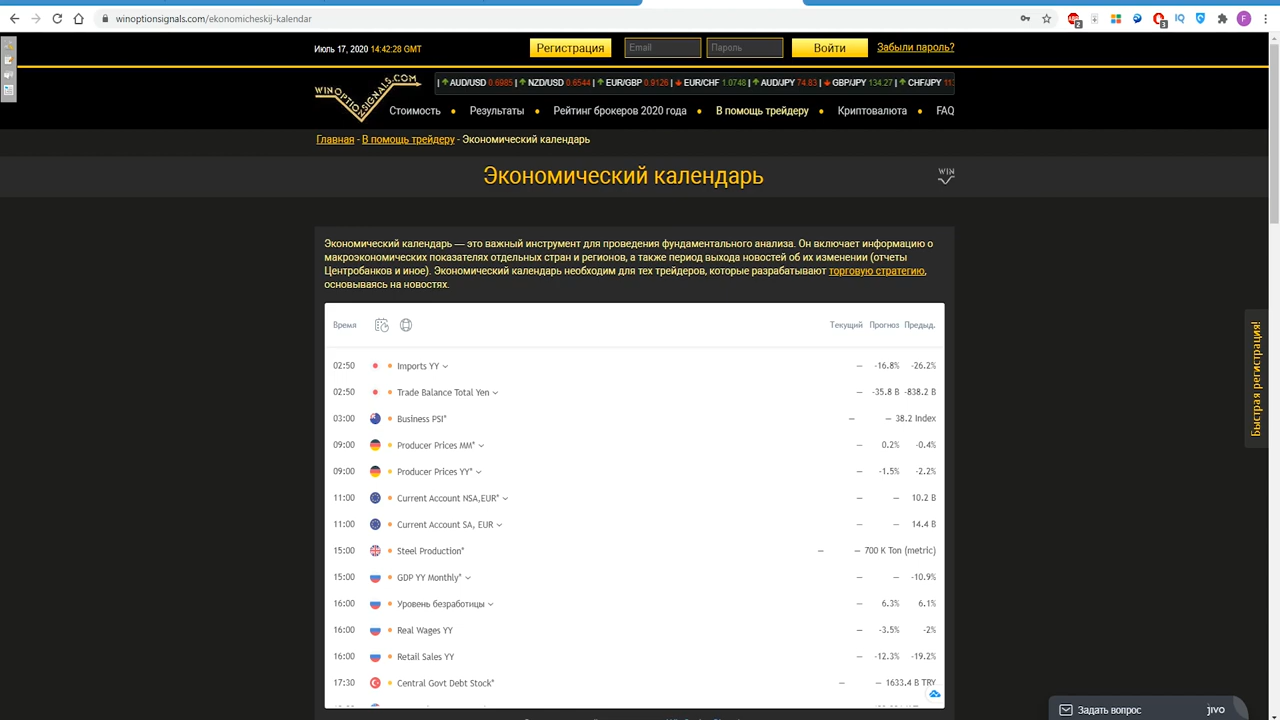 winoptionsignals.com/ekonomicheskij-kalendar
Июль 17, 2020 14:42:28 GMT
Регистрация
Email
Пароль
Войти
Забыли пароль?
WINOPTIONSIGNALS.COM
| AUD/USD 0.6985 | NZD/USD 0.6544 | EUR/GBP 0.9126 | EUR/CHF 1.0748 | AUD/JPY 74.83 | GBP/JPY 134.27 | CHF/JPY
Стоимость • Результаты • Рейтинг брокеров 2020 года • В помощь трейдеру • Криптовалюта • FAQ
Главная - В помощь трейдеру - Экономический календарь
Экономический календарь
WIN
Экономический календарь — это важный инструмент для проведения фундаментального анализа. Он включает информацию о
макроэкономических показателях отдельных стран и регионов, а также период выхода новостей об их изменении (отчеты
Центробанков и иное). Экономический календарь необходим для тех трейдеров, которые разрабатывают торговую стратегию,
основываясь на новостях.
Время Текущий Прогноз Предыд.
02:50 Imports YY — -16.8% -26.2%
02:50 Trade Balance Total Yen — -35.8 B -838.2 B
03:00 Business PSI* — — 38.2 Index
09:00 Producer Prices MM* — 0.2% -0.4%
09:00 Producer Prices YY* — -1.5% -2.2%
11:00 Current Account NSA,EUR* — — 10.2 B
11:00 Current Account SA, EUR — — 14.4 B
15:00 Steel Production* — — 700 K Ton (metric)
15:00 GDP YY Monthly* — — -10.9%
16:00 Уровень безработицы — 6.3% 6.1%
16:00 Real Wages YY — -3.5% -2%
16:00 Retail Sales YY — -12.3% -19.2%
17:30 Central Govt Debt Stock* — — 1633.4 B TRY
Быстрая регистрация!
Задать вопрос
jivo